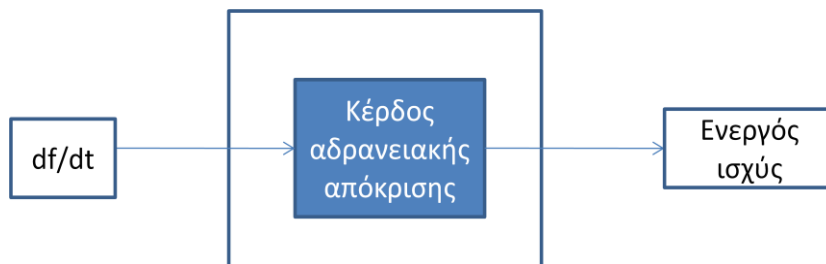 df/dt
Κέρδος
αδρανειακής
απόκρισης
Ενεργός
ισχύς